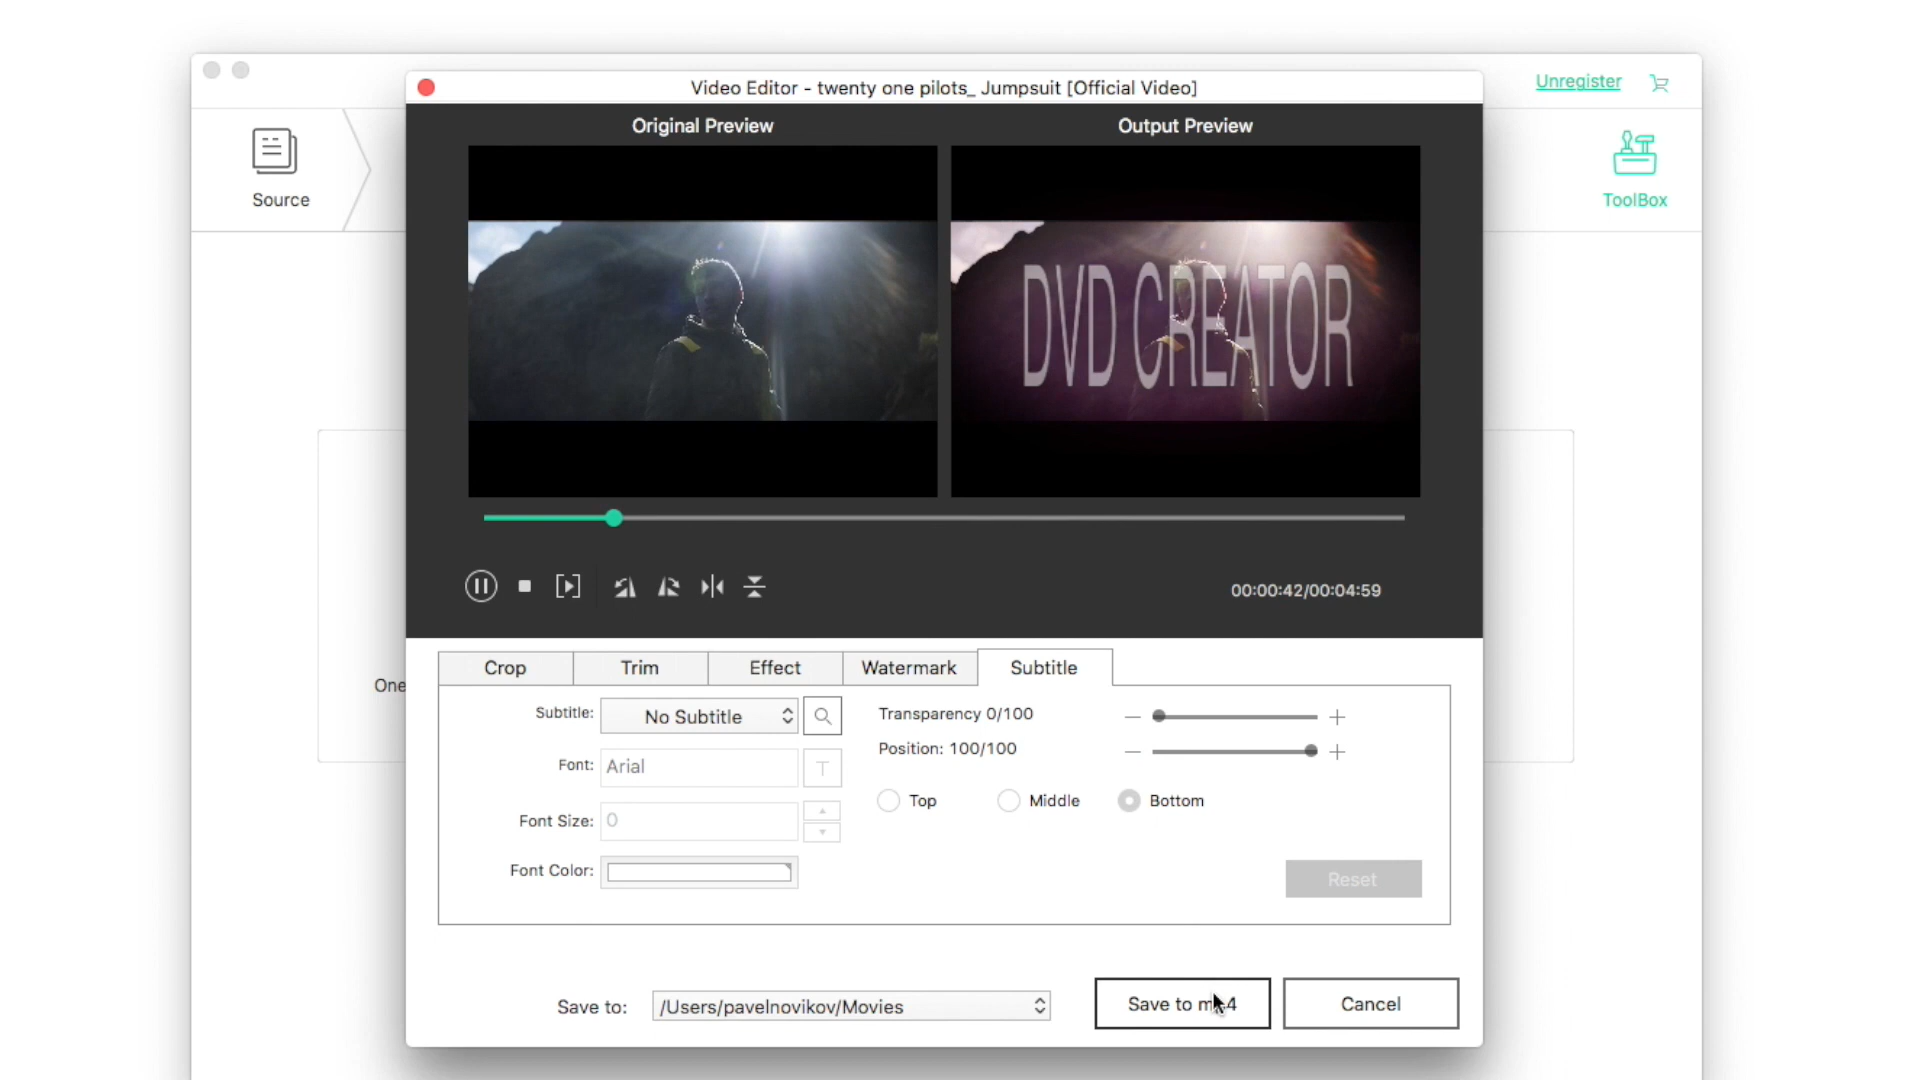 Unregister
Video Editor - twenty one pilots_ Jumpsuit [Official Video]
Original Preview
Output Preview
Source
ToolBox
DVD CREATOR
00:00:42/00:04:59
Crop
Trim
Effect
Watermark
Subtitle
One
Subtitle:
No Subtitle
Transparency 0/100
Position: 100/100
Font:
Arial
T
Top
Middle
Bottom
Font Size:
0
Font Color:
Reset
Save to:
/Users/pavelnovikov/Movies
Save to mp4
Cancel